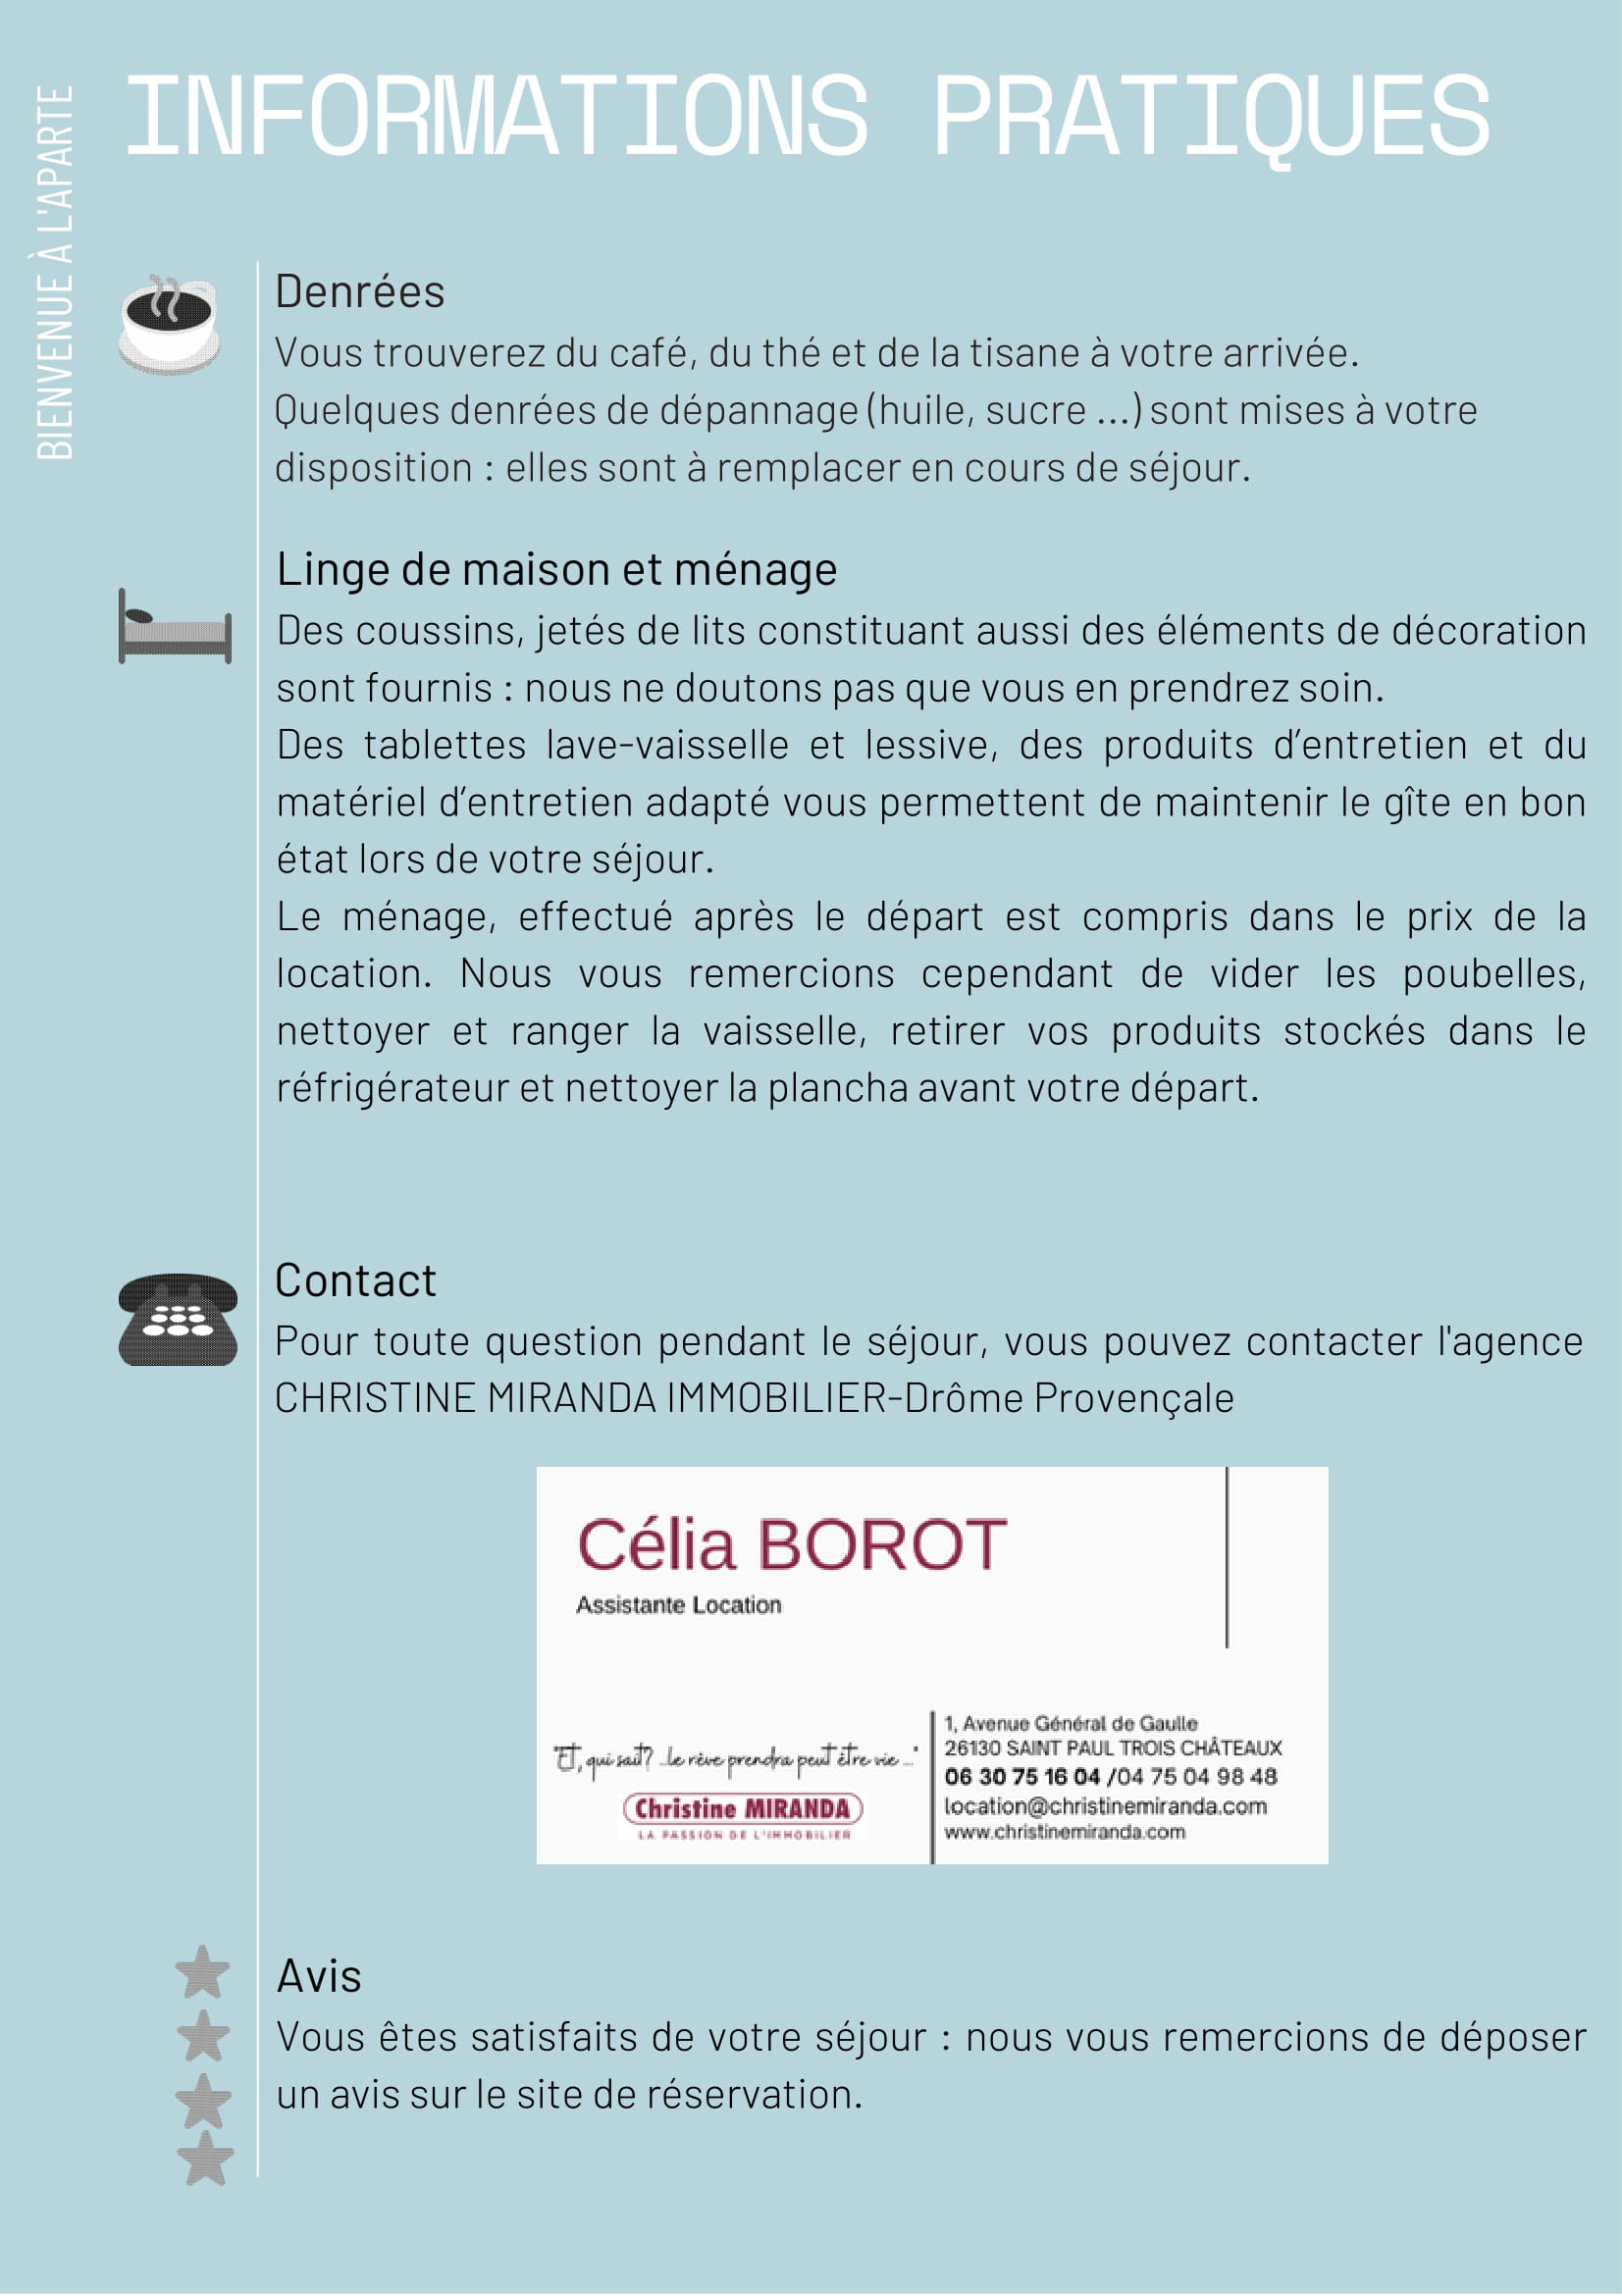 BIENVENUE À L'APARTE
INFORMATIONS PRATIQUES
Denrées
Vous trouverez du café, du thé et de la tisane à votre arrivée.
Quelques denrées de dépannage (huile, sucre ...) sont mises à votre
disposition : elles sont à remplacer en cours de séjour.
Linge de maison et ménage
Des coussins, jetés de lits constituant aussi des éléments de décoration
sont fournis : nous ne doutons pas que vous en prendrez soin.
Des tablettes lave-vaisselle et lessive, des produits d’entretien et du
matériel d’entretien adapté vous permettent de maintenir le gîte en bon
état lors de votre séjour.
Le ménage, effectué après le départ est compris dans le prix de la
location. Nous vous remercions cependant de vider les poubelles,
nettoyer et ranger la vaisselle, retirer vos produits stockés dans le
réfrigérateur et nettoyer la plancha avant votre départ.
Contact
Pour toute question pendant le séjour, vous pouvez contacter l'agence
CHRISTINE MIRANDA IMMOBILIER-Drôme Provençale
Célia BOROT
Assistante Location
"Et, qui sait? ...le rêve prendra peut être vie ..."
Christine MIRANDA
LA PASSION DE L'IMMOBILIER
1, Avenue Général de Gaulle
26130 SAINT PAUL TROIS CHÂTEAUX
06 30 75 16 04 /04 75 04 98 48
location@christinemiranda.com
www.christinemiranda.com
Avis
Vous êtes satisfaits de votre séjour : nous vous remercions de déposer
un avis sur le site de réservation.